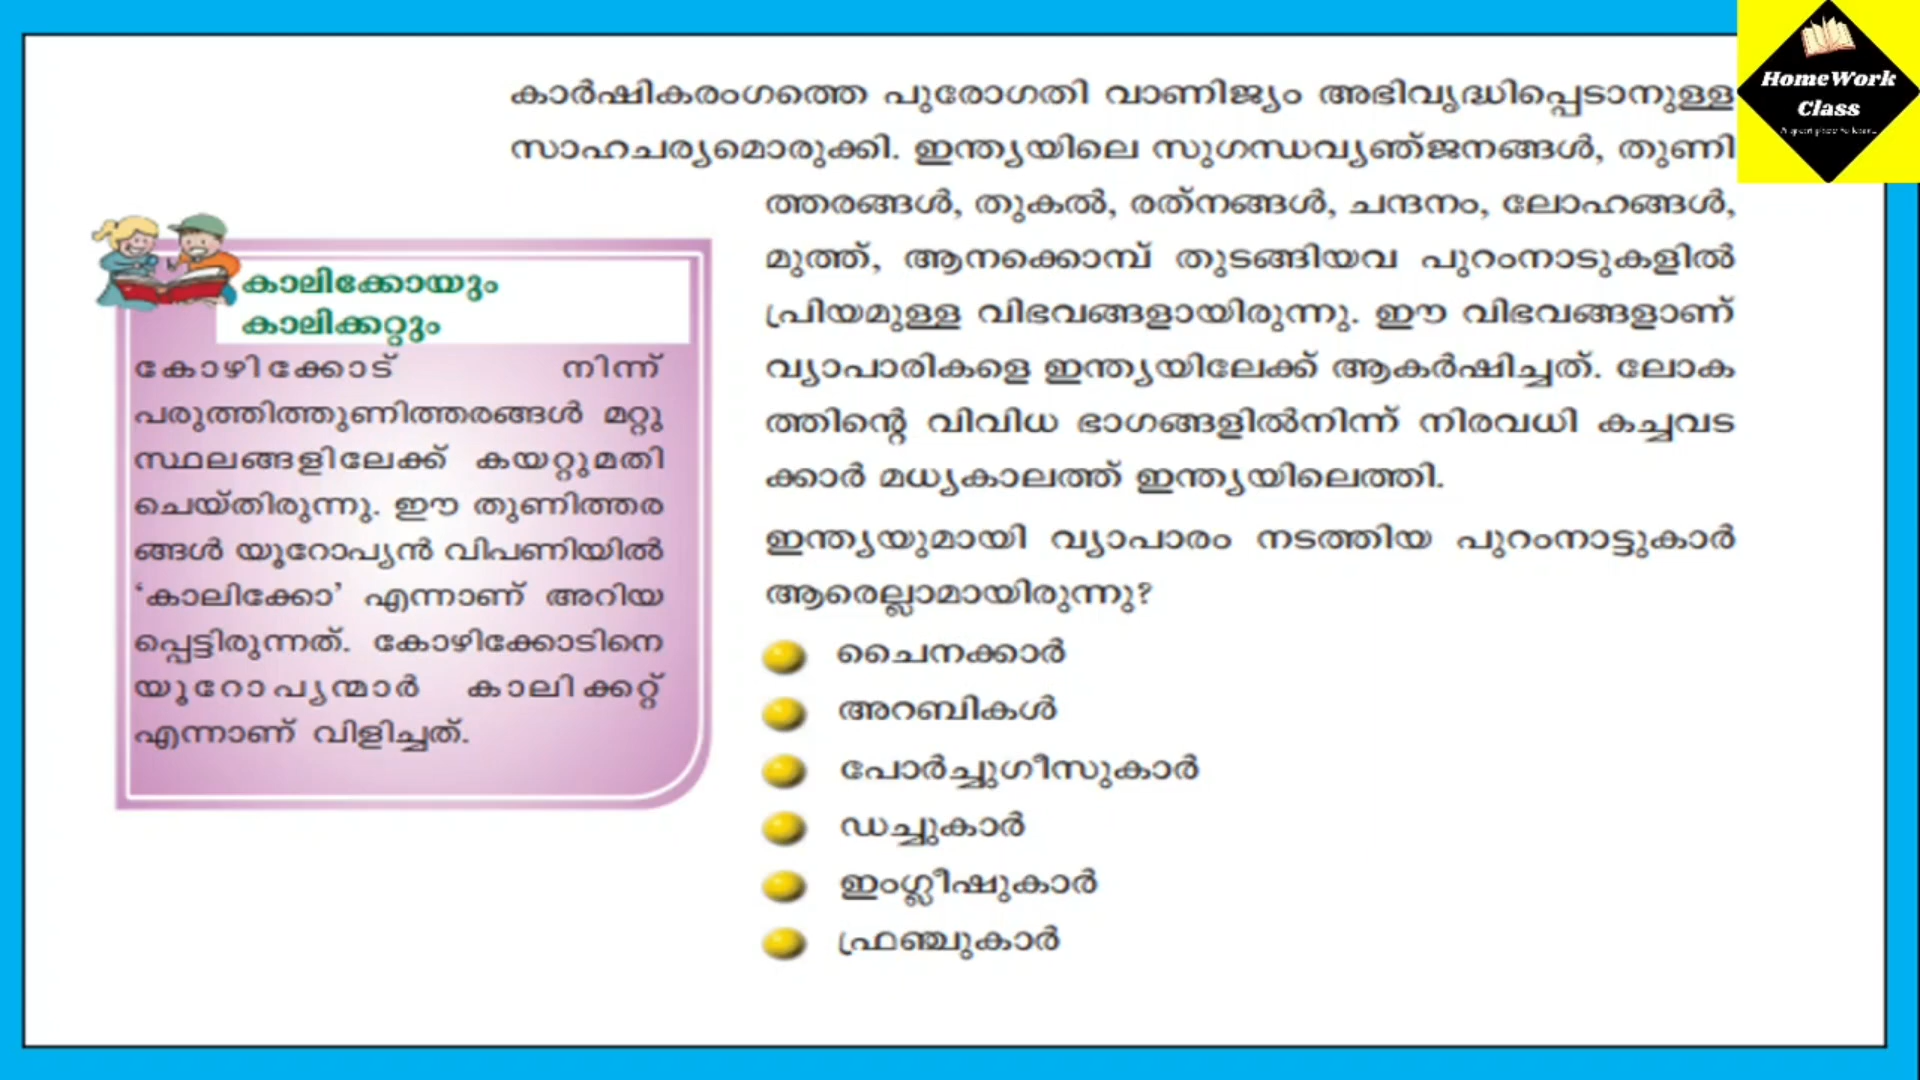 കാർഷികരംഗത്തെ പുരോഗതി വാണിജ്യം അഭിവൃദ്ധിപ്പെടാനുള്ള
സാഹചര്യമൊരുക്കി. ഇന്ത്യയിലെ സുഗന്ധവ്യഞ്ജനങ്ങൾ, തുണി
ത്തരങ്ങൾ, തുകൽ, രത്‌നങ്ങൾ, ചന്ദനം, ലോഹങ്ങൾ,
മുത്ത്, ആനക്കൊമ്പ് തുടങ്ങിയവ പുറംനാടുകളിൽ
പ്രിയമുള്ള വിഭവങ്ങളായിരുന്നു. ഈ വിഭവങ്ങളാണ്
വ്യാപാരികളെ ഇന്ത്യയിലേക്ക് ആകർഷിച്ചത്. ലോക
ത്തിന്റെ വിവിധ ഭാഗങ്ങളിൽനിന്ന് നിരവധി കച്ചവട
ക്കാർ മധ്യകാലത്ത് ഇന്ത്യയിലെത്തി.
ഇന്ത്യയുമായി വ്യാപാരം നടത്തിയ പുറംനാട്ടുകാർ
ആരെല്ലാമായിരുന്നു?
ചൈനക്കാർ
അറബികൾ
പോർച്ചുഗീസുകാർ
ഡച്ചുകാർ
ഇംഗ്ലീഷുകാർ
ഫ്രഞ്ചുകാർ
കാലിക്കോയും
കാലിക്കറ്റും
കോഴിക്കോട് നിന്ന്
പരുത്തിത്തുണിത്തരങ്ങൾ മറ്റു
സ്ഥലങ്ങളിലേക്ക് കയറ്റുമതി
ചെയ്തിരുന്നു. ഈ തുണിത്തര
ങ്ങൾ യൂറോപ്യൻ വിപണിയിൽ
‘കാലിക്കോ’ എന്നാണ് അറിയ
പ്പെട്ടിരുന്നത്. കോഴിക്കോടിനെ
യൂറോപ്യന്മാർ കാലിക്കറ്റ്
എന്നാണ് വിളിച്ചത്.
HomeWork
Class
A great place to learn...